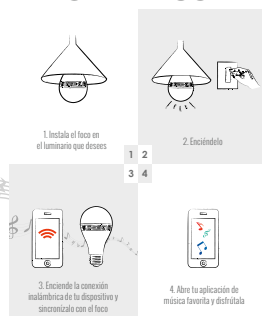 1. Instala el foco en
el luminario que desees
2. Enciéndelo
1 2
3 4
3. Enciende la conexión
inalámbrica de tu dispositivo y
sincronízalo con el foco
4. Abre tu aplicación de
música favorita y disfrútala